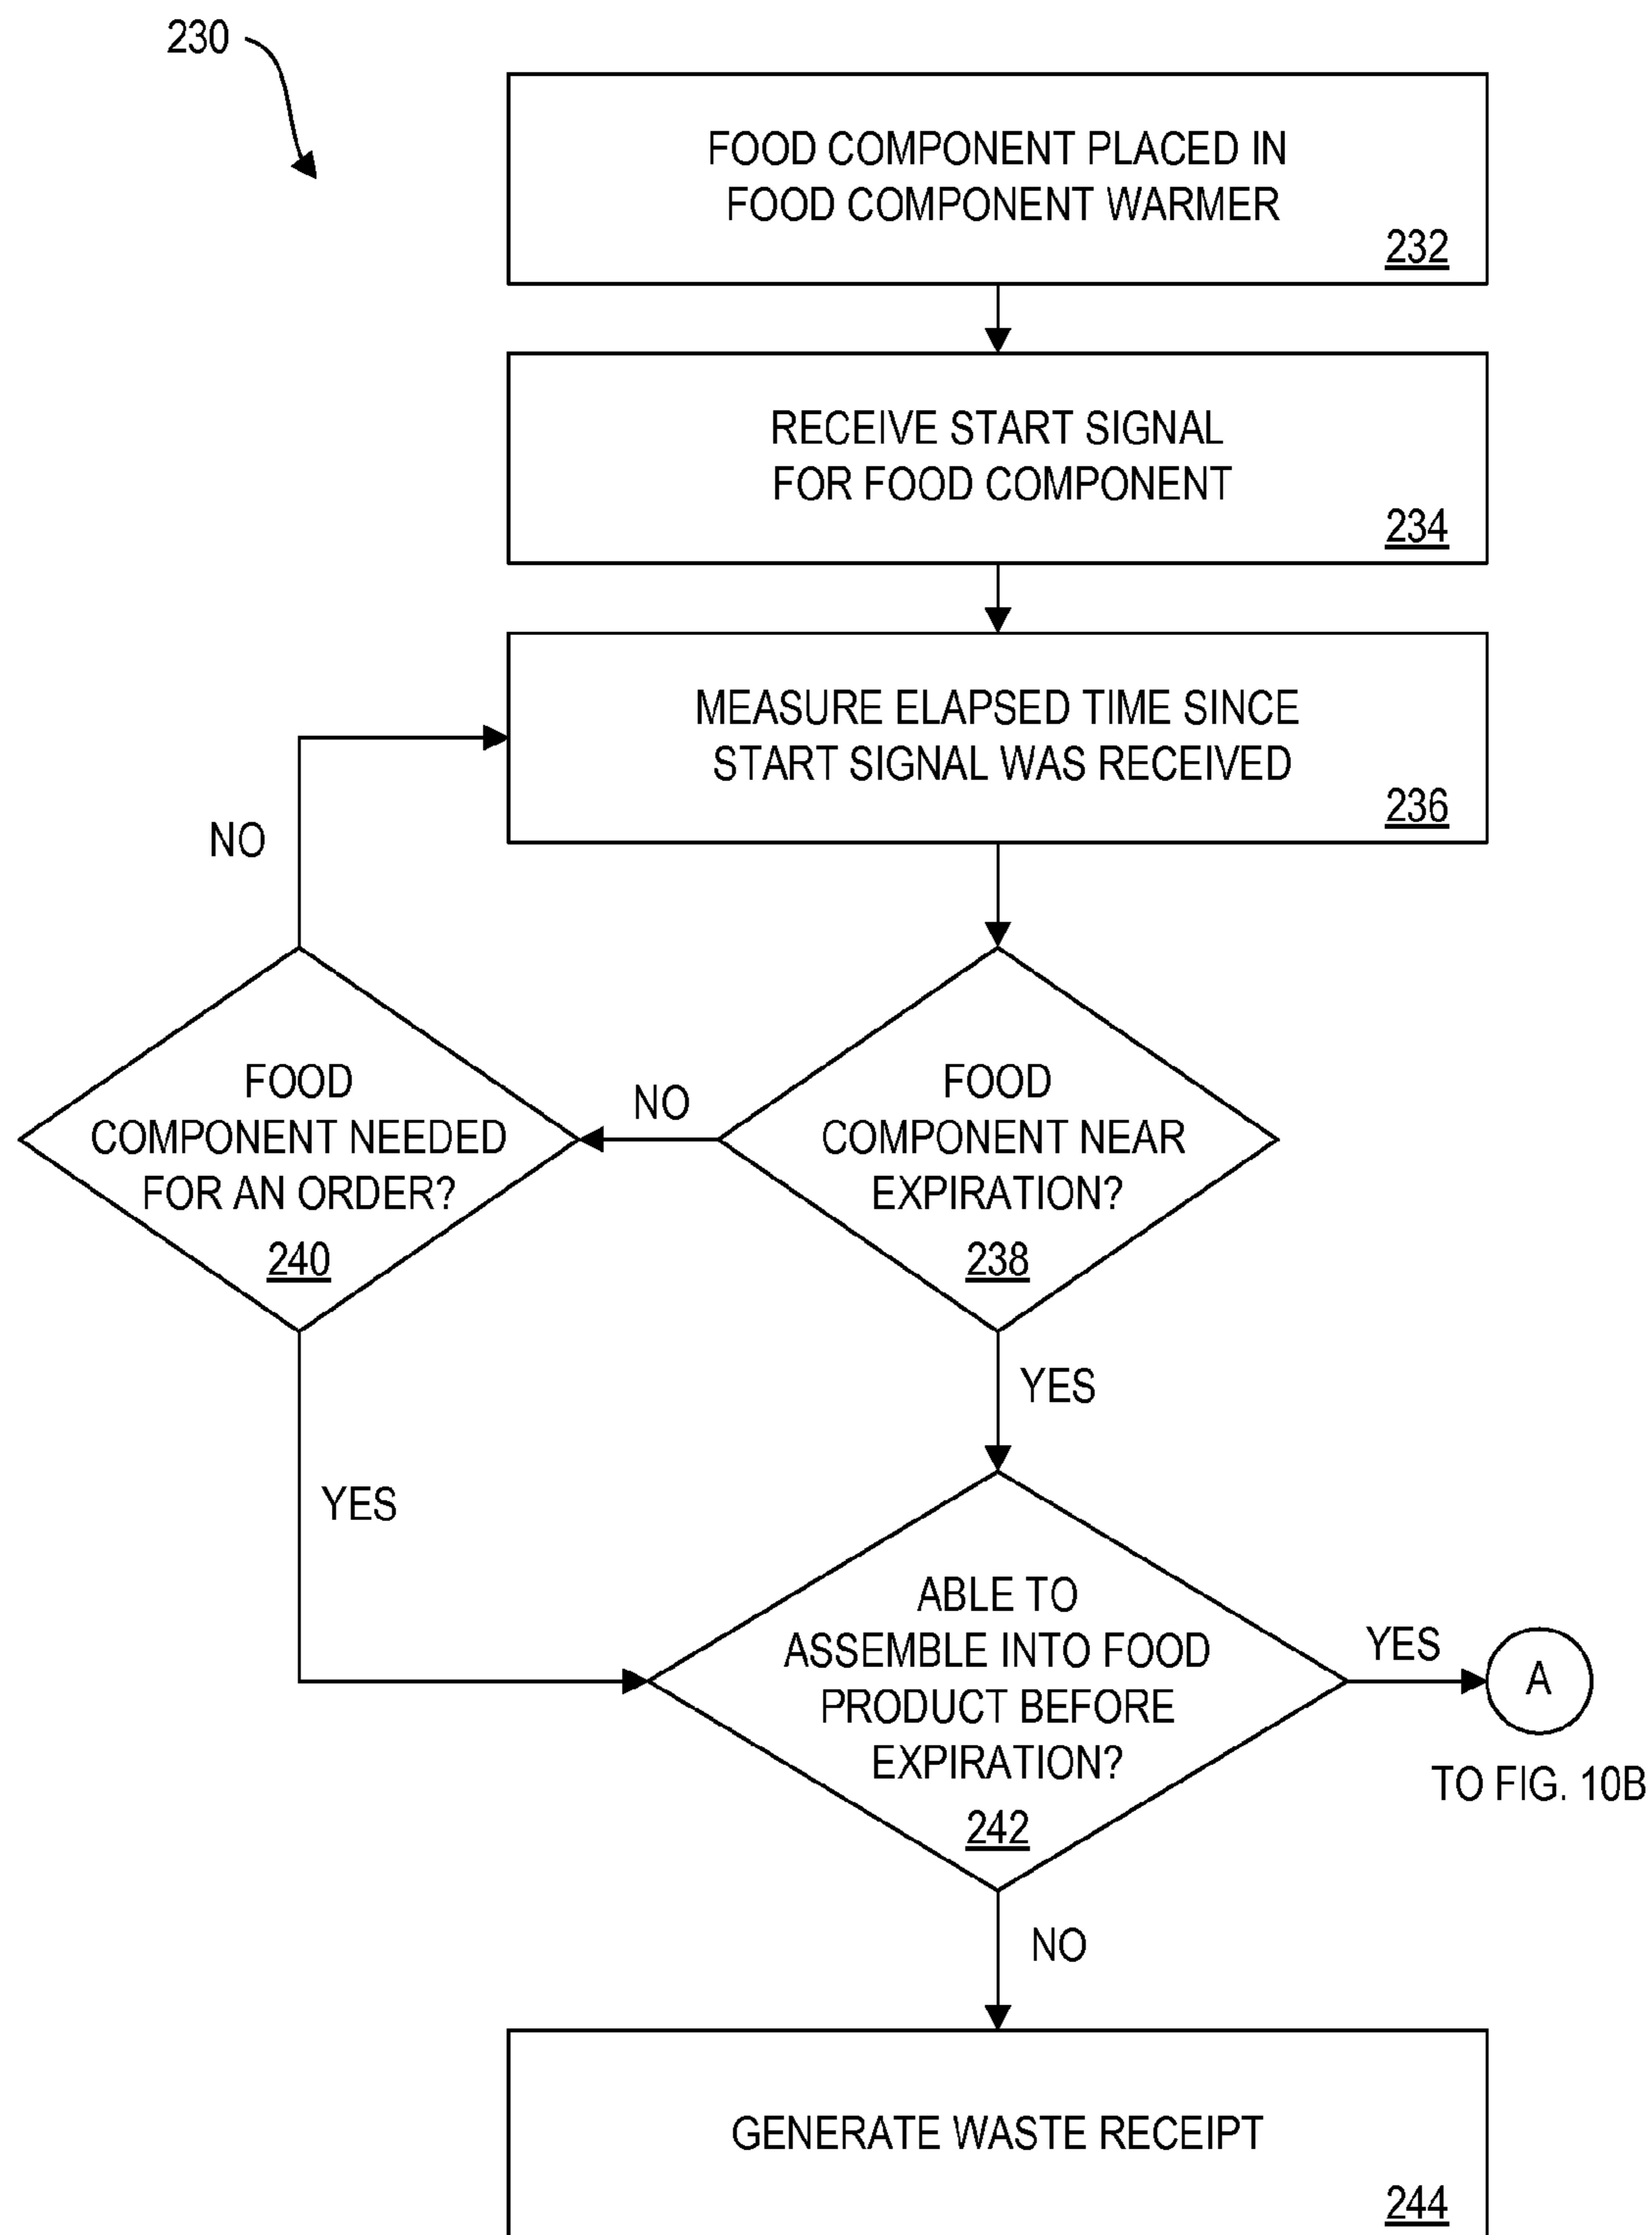 230
FOOD COMPONENT PLACED IN
FOOD COMPONENT WARMER
232
RECEIVE START SIGNAL
FOR FOOD COMPONENT
234
MEASURE ELAPSED TIME SINCE
START SIGNAL WAS RECEIVED
236
NO
FOOD
COMPONENT NEEDED
FOR AN ORDER?
240
NO
FOOD
COMPONENT NEAR
EXPIRATION?
238
YES
YES
ABLE TO
ASSEMBLE INTO FOOD
PRODUCT BEFORE
EXPIRATION?
242
YES
A
TO FIG. 10B
NO
GENERATE WASTE RECEIPT
244